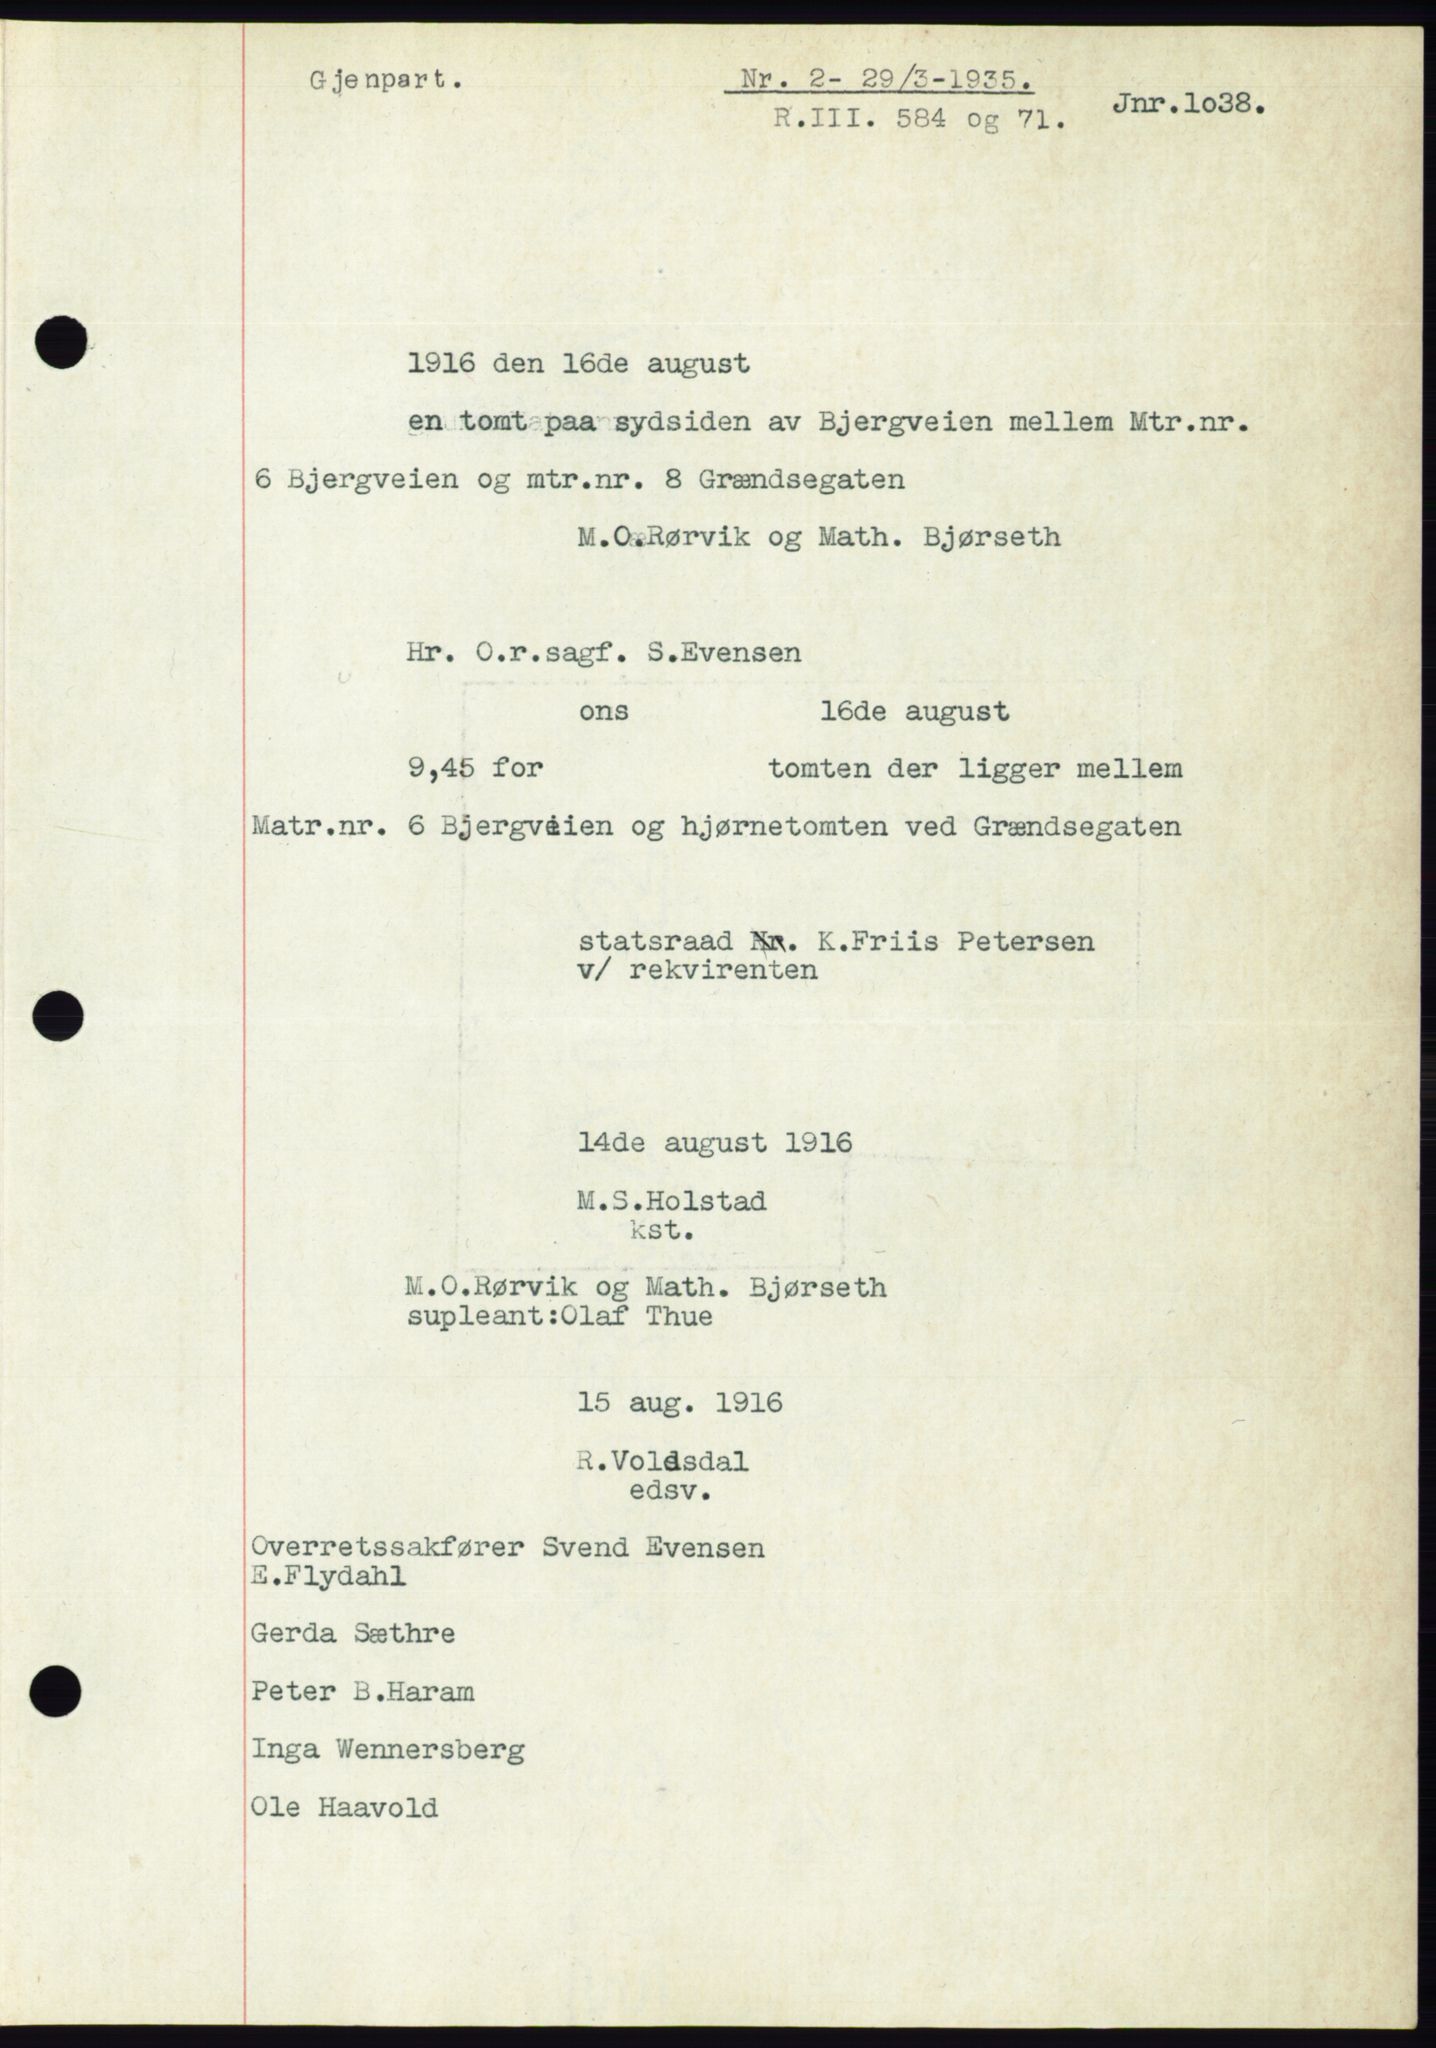 Gjenpart.
Nr. 2- 29/3-1935.
R.III. 584 og 71.
Jnr.1o38.
1916 den 16de august
en tomt paa sydsiden av Bjergveien mellem Mtr.nr.
6 Bjergveien og mtr.nr. 8 Grændsegaten
M.O.Rørvik og Math. Bjørseth
Hr. O.r.sagf. S.Evensen
ons 16de august
9,45 for tomten der ligger mellem
Matr.nr. 6 Bjergveien og hjørnetomten ved Grændsegaten
statsraad K.Friis Petersen
v/ rekvirenten
14de august 1916
M.S.Holstad
kst.
M.O.Rørvik og Math. Bjørseth
supleant:Olaf Thue
15 aug. 1916
R.Voldsdal
edsv.
Overretssakfører Svend Evensen
E.Flydahl
Gerda Sæthre
Peter B.Haram
Inga Wennersberg
Ole Haavold